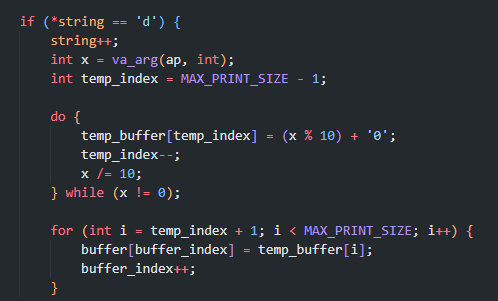 if (*string == 'd') {
string++;
int x = va_arg(ap, int);
int temp_index = MAX_PRINT_SIZE - 1;
do {
temp_buffer[temp_index] = (x % 10) + '0';
temp_index--;
x /= 10;
} while (x != 0);
for (int i = temp_index + 1; i < MAX_PRINT_SIZE; i++) {
buffer[buffer_index] = temp_buffer[i];
buffer_index++;
}